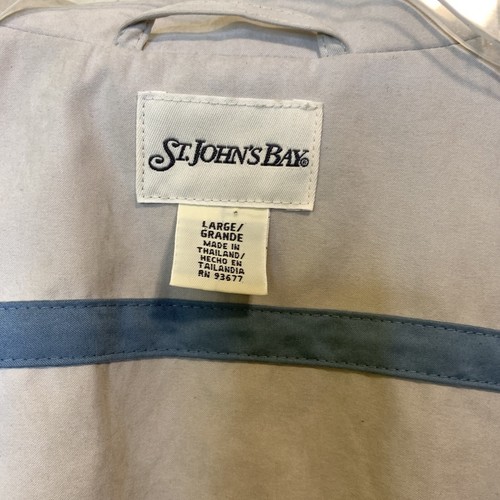 ST. JOHN'S BAY®
LARGE/
GRANDE
MADE IN
THAILAND/
HECHO EN
TAILANDIA
RN 93677